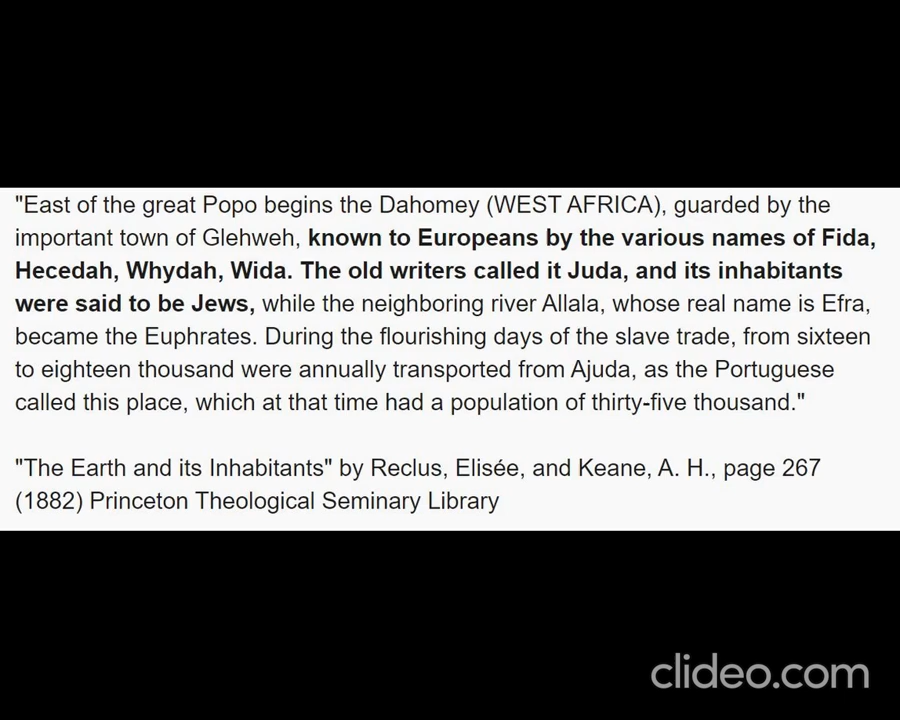 "East of the great Popo begins the Dahomey (WEST AFRICA), guarded by the
important town of Glehweh, known to Europeans by the various names of Fida,
Hecedah, Whydah, Wida. The old writers called it Juda, and its inhabitants
were said to be Jews, while the neighboring river Allala, whose real name is Efra,
became the Euphrates. During the flourishing days of the slave trade, from sixteen
to eighteen thousand were annually transported from Ajuda, as the Portuguese
called this place, which at that time had a population of thirty-five thousand."
"The Earth and its Inhabitants" by Reclus, Elisée, and Keane, A. H., page 267
(1882) Princeton Theological Seminary Library
clideo.com